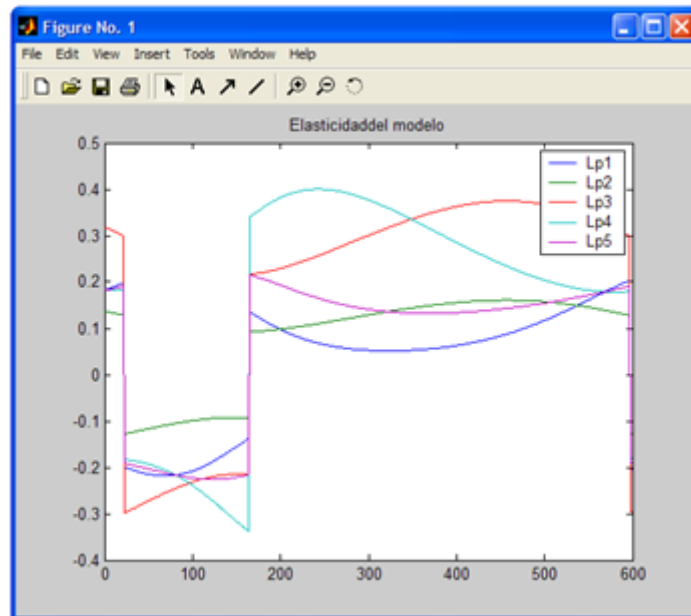 Figure No. 1
File Edit View Insert Tools Window Help
A
Elasticidaddel modelo
0.5
0.4
0.3
0.2
0.1
0
-0.1
-0.2
-0.3
-0.4
Lp1
Lp2
Lp3
Lp4
Lp5
0 100 200 300 400 500 600